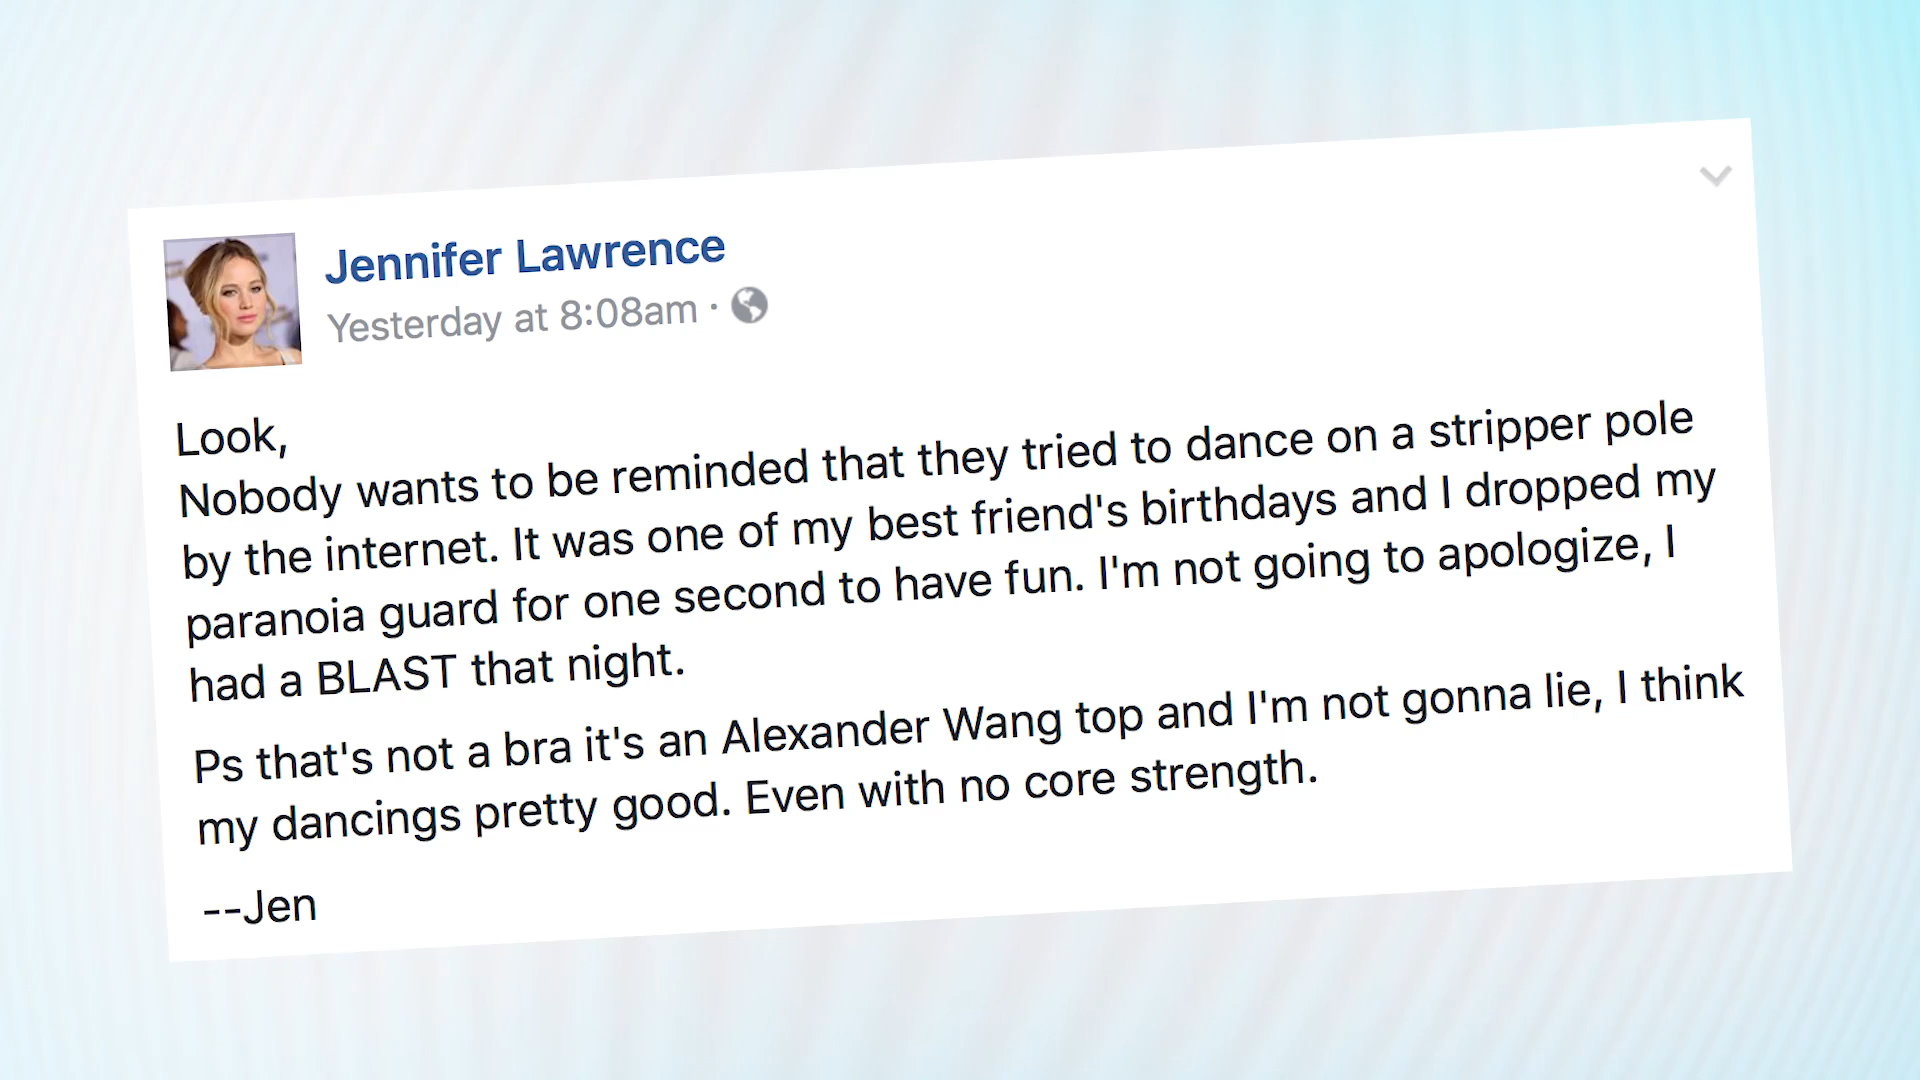 Jennifer Lawrence
Yesterday at 8:08am ·
Look,
Nobody wants to be reminded that they tried to dance on a stripper pole
by the internet. It was one of my best friend's birthdays and I dropped my
paranoia guard for one second to have fun. I'm not going to apologize, I
had a BLAST that night.
Ps that's not a bra it's an Alexander Wang top and I'm not gonna lie, I think
my dancings pretty good. Even with no core strength.
--Jen